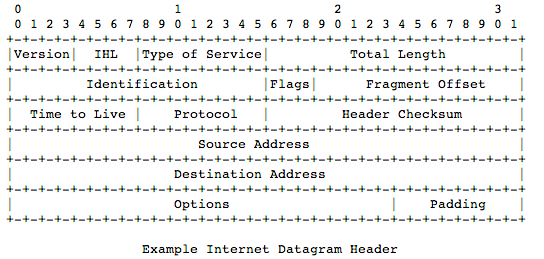 0                   1                   2                   3
 0 1 2 3 4 5 6 7 8 9 0 1 2 3 4 5 6 7 8 9 0 1 2 3 4 5 6 7 8 9 0 1
+-+-+-+-+-+-+-+-+-+-+-+-+-+-+-+-+-+-+-+-+-+-+-+-+-+-+-+-+-+-+-+-+
|Version|  IHL  |Type of Service|          Total Length         |
+-+-+-+-+-+-+-+-+-+-+-+-+-+-+-+-+-+-+-+-+-+-+-+-+-+-+-+-+-+-+-+-+
|         Identification        |Flags|      Fragment Offset    |
+-+-+-+-+-+-+-+-+-+-+-+-+-+-+-+-+-+-+-+-+-+-+-+-+-+-+-+-+-+-+-+-+
|  Time to Live |    Protocol   |         Header Checksum       |
+-+-+-+-+-+-+-+-+-+-+-+-+-+-+-+-+-+-+-+-+-+-+-+-+-+-+-+-+-+-+-+-+
|                       Source Address                          |
+-+-+-+-+-+-+-+-+-+-+-+-+-+-+-+-+-+-+-+-+-+-+-+-+-+-+-+-+-+-+-+-+
|                    Destination Address                        |
+-+-+-+-+-+-+-+-+-+-+-+-+-+-+-+-+-+-+-+-+-+-+-+-+-+-+-+-+-+-+-+-+
|                    Options                    |    Padding    |
+-+-+-+-+-+-+-+-+-+-+-+-+-+-+-+-+-+-+-+-+-+-+-+-+-+-+-+-+-+-+-+-+
Example Internet Datagram Header